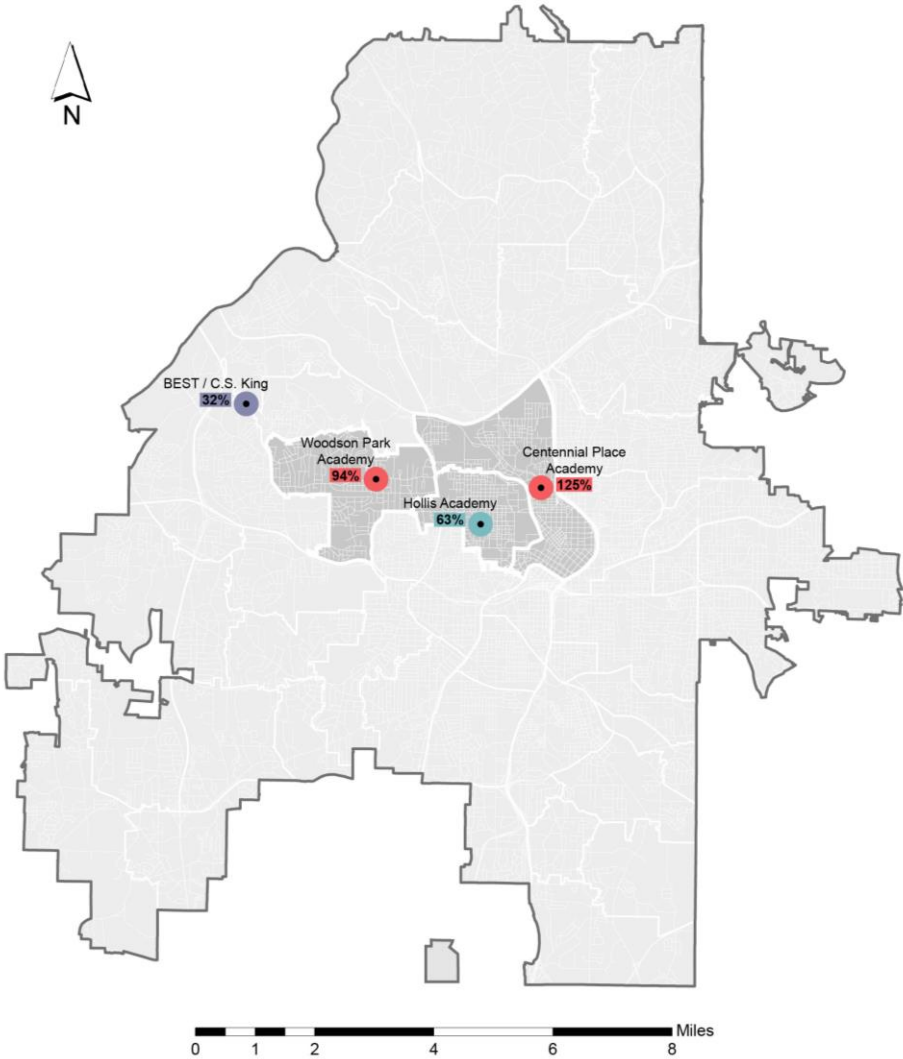 N
BEST / C.S. King
32%
Woodson Park
Academy
94%
Centennial Place
Academy
125%
Hollis Academy
63%
Miles
0 1 2 4 6 8